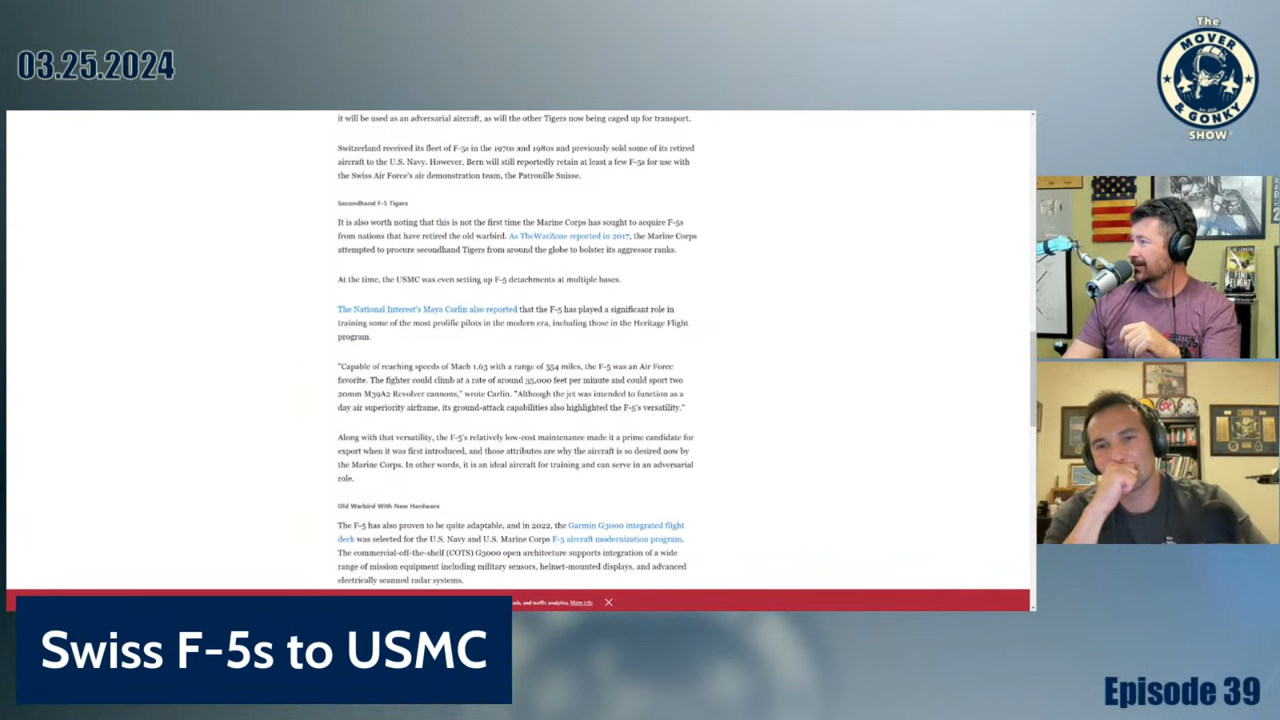 03.25.2024
The
MOVER
& GONKY
SHOW
it will be used as an adversarial aircraft, as will the other Tigers now being caged up for transport.
Switzerland received its fleet of F-5s in the 1970s and 1980s and previously sold some of its retired
aircraft to the U.S. Navy. However, Bern will still reportedly retain at least a few F-5s for use with
the Swiss Air Force's air demonstration team, the Patrouille Suisse.
Secondhand F-5 Tigers
It is also worth noting that this is not the first time the Marine Corps has sought to acquire F-5s
from nations that have retired the old warbird. As TheWarZone reported in 2017, the Marine Corps
attempted to procure secondhand Tigers from around the globe to bolster its aggressor ranks.
At the time, the USMC was even setting up F-5 detachments at multiple bases.
The National Interest's Maya Carlin also reported that the F-5 has played a significant role in
training some of the most prolific pilots in the modern era, including those in the Heritage Flight
program.
"Capable of reaching speeds of Mach 1.63 with a range of 554 miles, the F-5 was an Air Force
favorite. The fighter could climb at a rate of around 35,000 feet per minute and could sport two
20mm M39A2 Revolver cannons," wrote Carlin. "Although the jet was intended to function as a
day air superiority airframe, its ground-attack capabilities also highlighted the F-5's versatility."
Along with that versatility, the F-5's relatively low-cost maintenance made it a prime candidate for
export when it was first introduced, and those attributes are why the aircraft is so desired now by
the Marine Corps. In other words, it is an ideal aircraft for training and can serve in an adversarial
role.
Old Warbird With New Hardware
The F-5 has also proven to be quite adaptable, and in 2022, the Garmin G3000 integrated flight
deck was selected for the U.S. Navy and U.S. Marine Corps F-5 aircraft modernization program.
The commercial-off-the-shelf (COTS) G3000 open architecture supports integration of a wide
range of mission equipment including military sensors, helmet-mounted displays, and advanced
electrically scanned radar systems.
ads, and traffic analytics. More info
Swiss F-5s to USMC
Episode 39